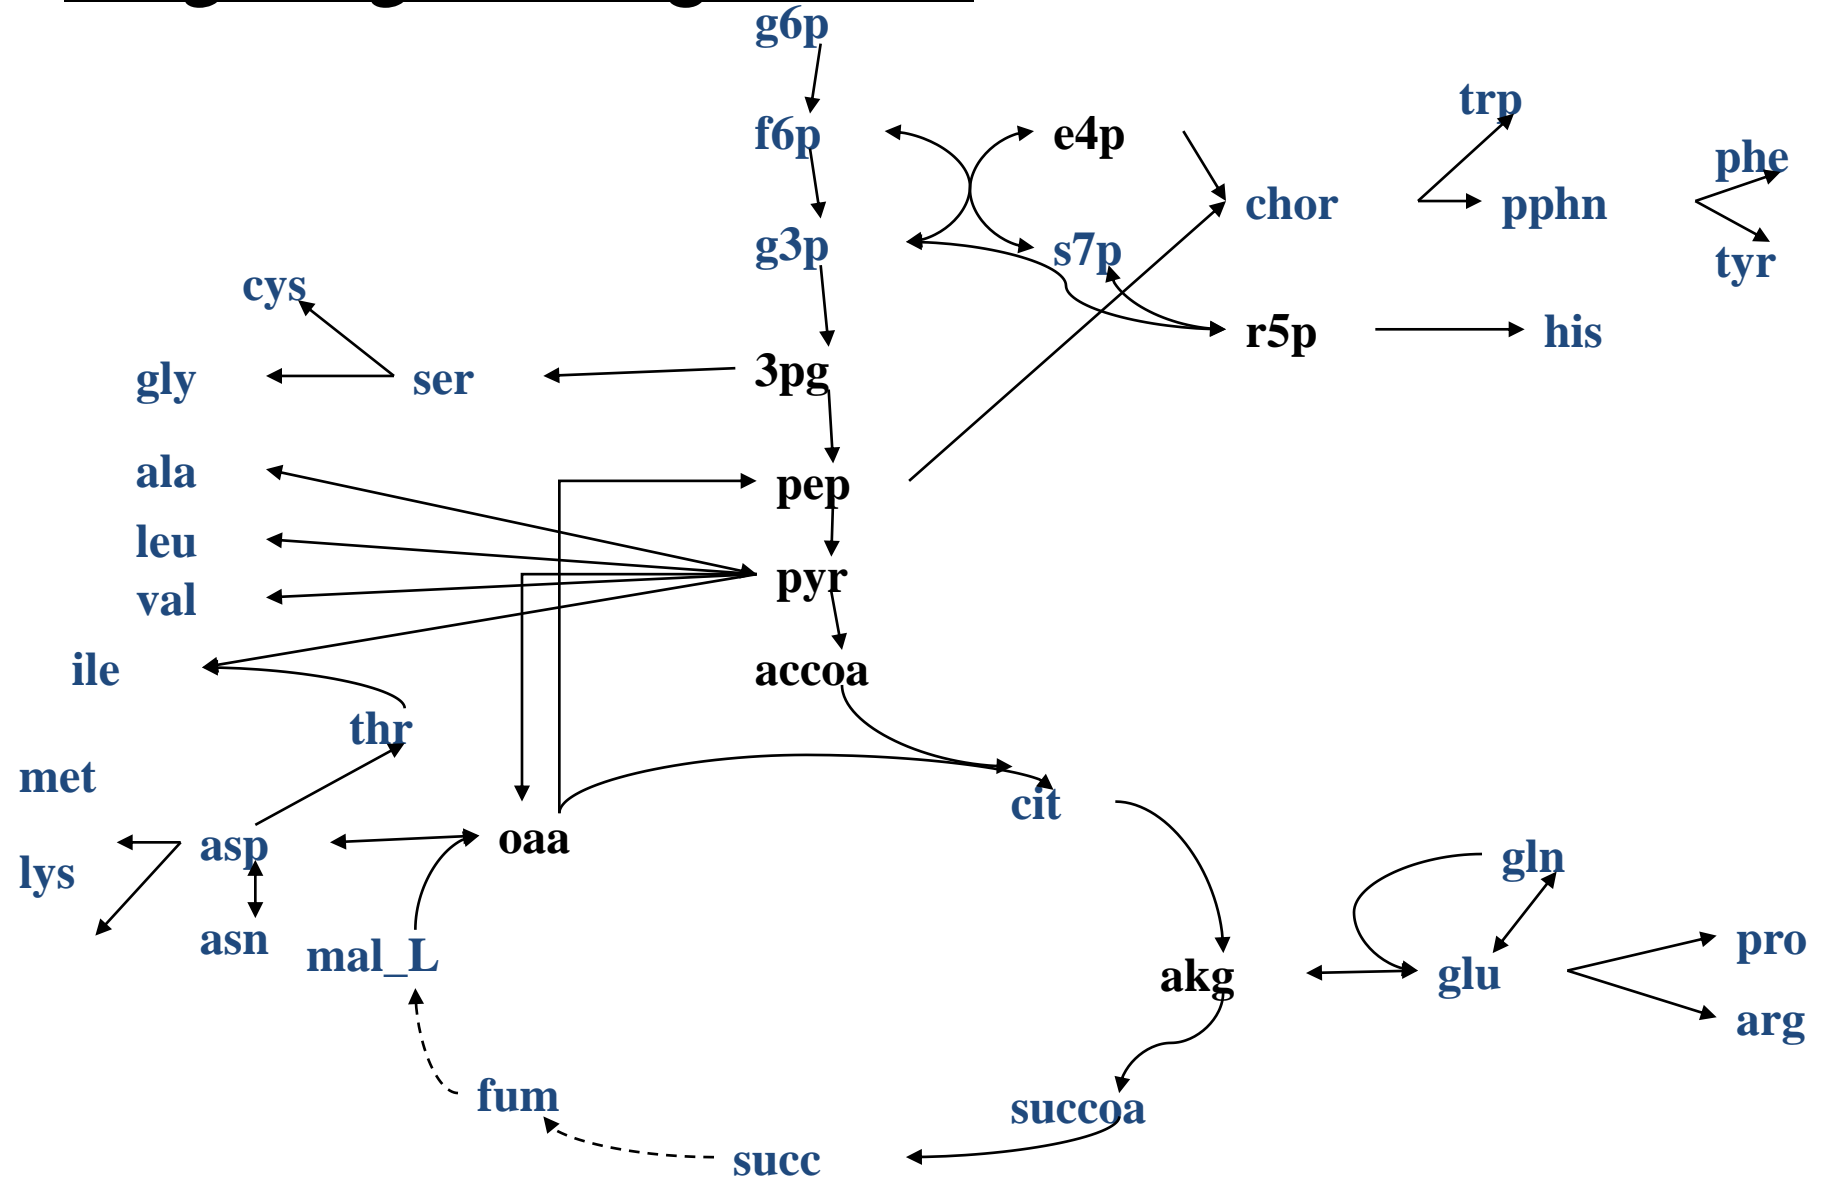 g6p
f6p
e4p
trp
phe
chor
pphn
g3p
s7p
tyr
cys
r5p
his
3pg
gly
ser
ala
pep
leu
pyr
val
ile
accoa
thr
met
cit
asp
oaa
lys
gln
asn
mal_L
akg
glu
pro
arg
fum
succoa
succ